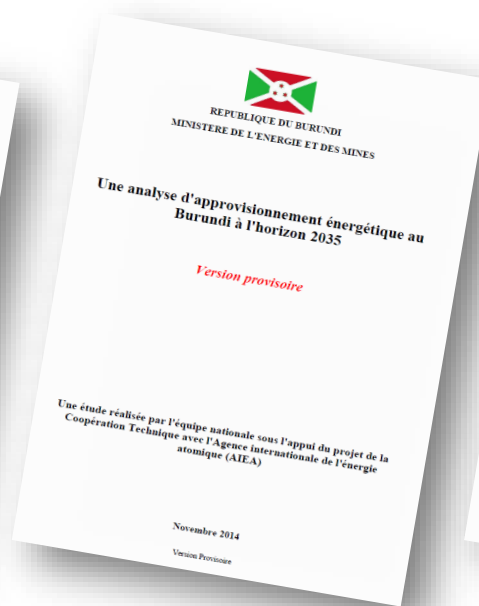 REPUBLIQUE DU BURUNDI
MINISTERE DE L'ENERGIE ET DES MINES
Une analyse d'approvisionnement énergétique au
Burundi à l'horizon 2035
Version provisoire
Une étude réalisée par l'équipe nationale sous l'appui du projet de la
Coopération Technique avec l'Agence internationale de l'énergie
atomique (AIEA)
Novembre 2014
Version Provisoire